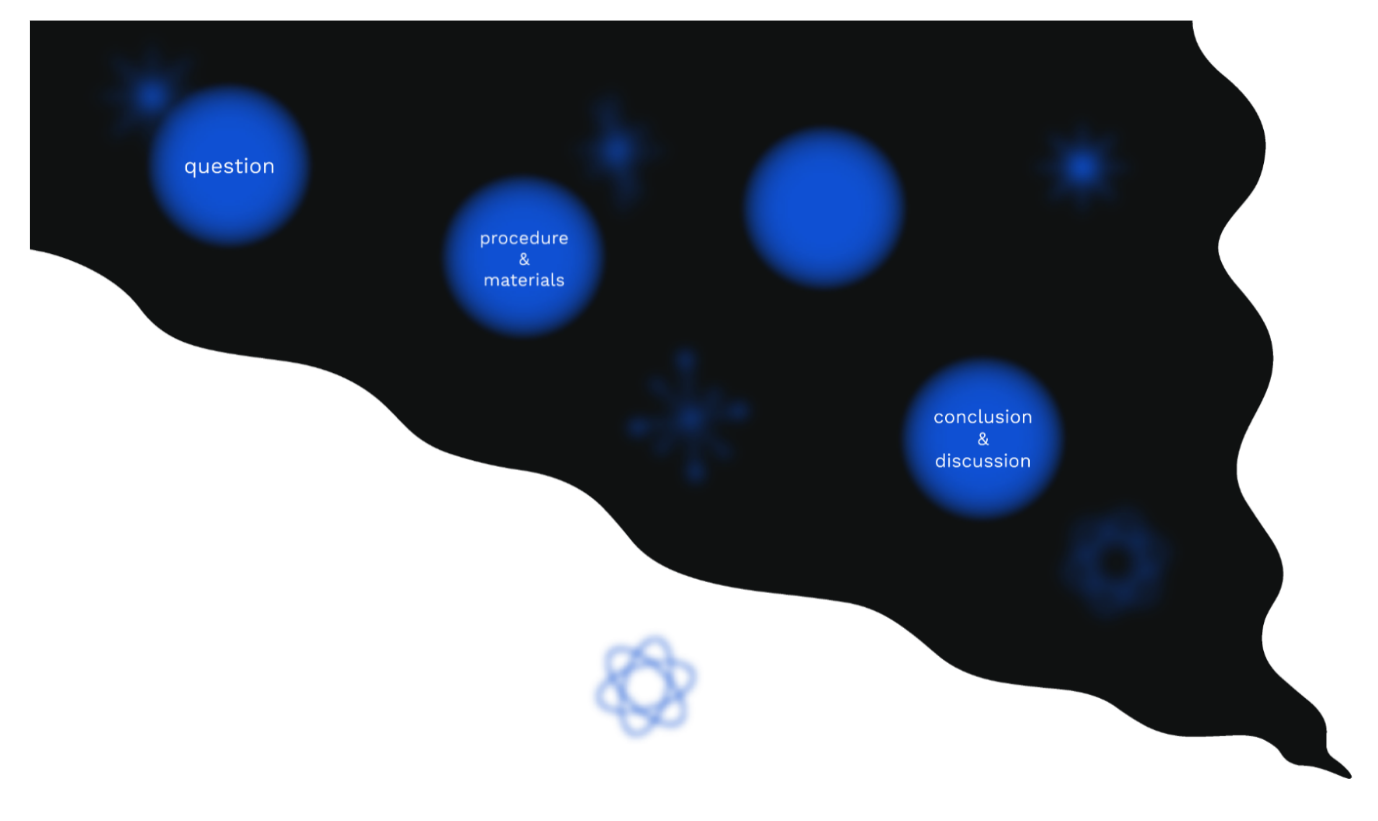 question
procedure
&
materials
conclusion
&
discussion